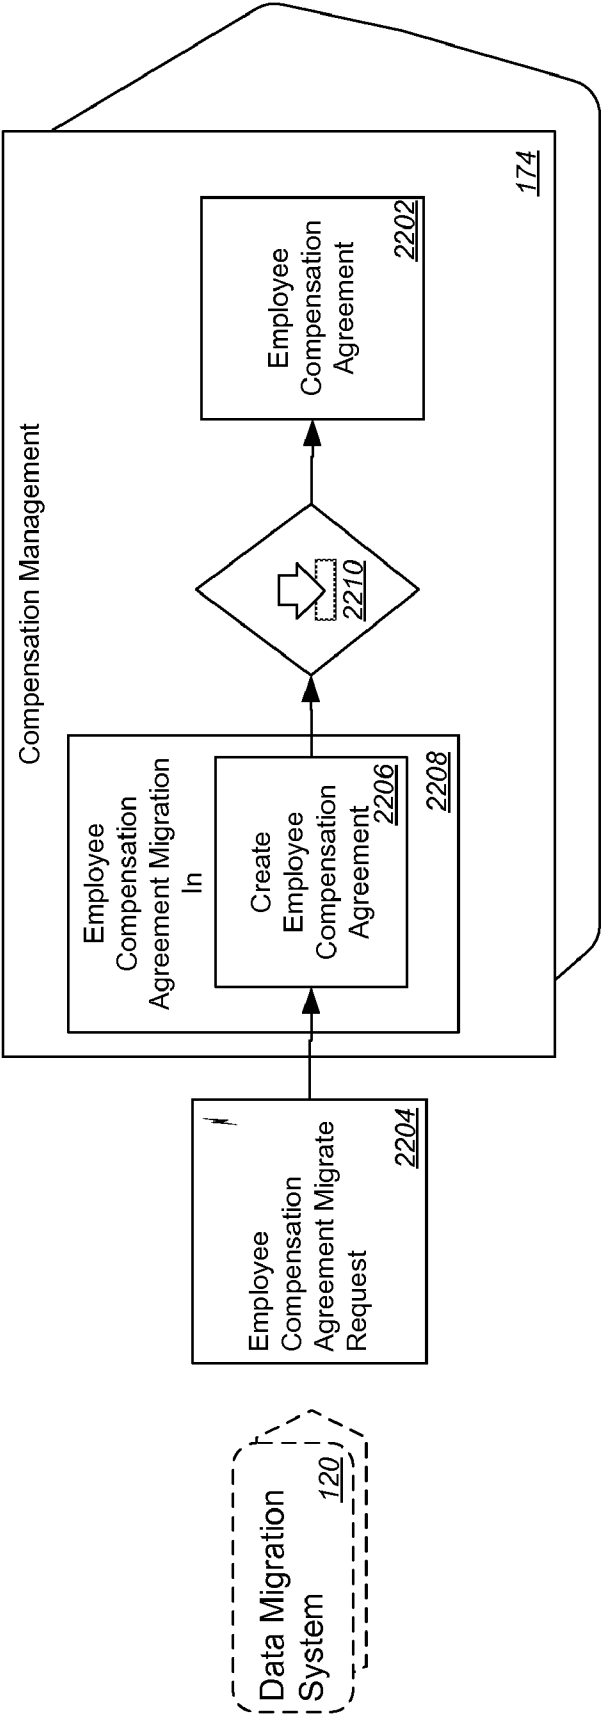 Compensation Management
174
Data Migration
System
120
Employee
Compensation
Agreement Migrate
Request
2204
Employee
Compensation
Agreement Migration
In
Create
Employee
Compensation
Agreement
2206
2208
2210
Employee
Compensation
Agreement
2202